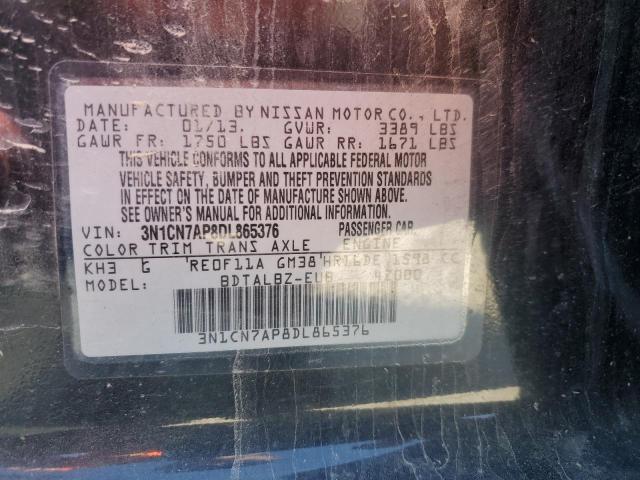 MANUFACTURED BY NISSAN MOTOR CO., LTD.
DATE: 01/13. GVWR: 3389 LBS
GAWR FR: 1750 LBS GAWR RR: 1671 LBS
THIS VEHICLE CONFORMS TO ALL APPLICABLE FEDERAL MOTOR
VEHICLE SAFETY, BUMPER AND THEFT PREVENTION STANDARDS
IN EFFECT ON THE DATE OF MANUFACTURE SHOWN ABOVE.
SEE OWNER'S MANUAL FOR ADDITIONAL INFORMATION.
VIN: 3N1CN7AP8DL865376 PASSENGER CAR
COLOR TRIM TRANS AXLE ENGINE
KH3 G RE0F11A GM38 HR16DE 1598 CC
MODEL: BDTALBZ-EUA
3N1CN7AP8DL865376